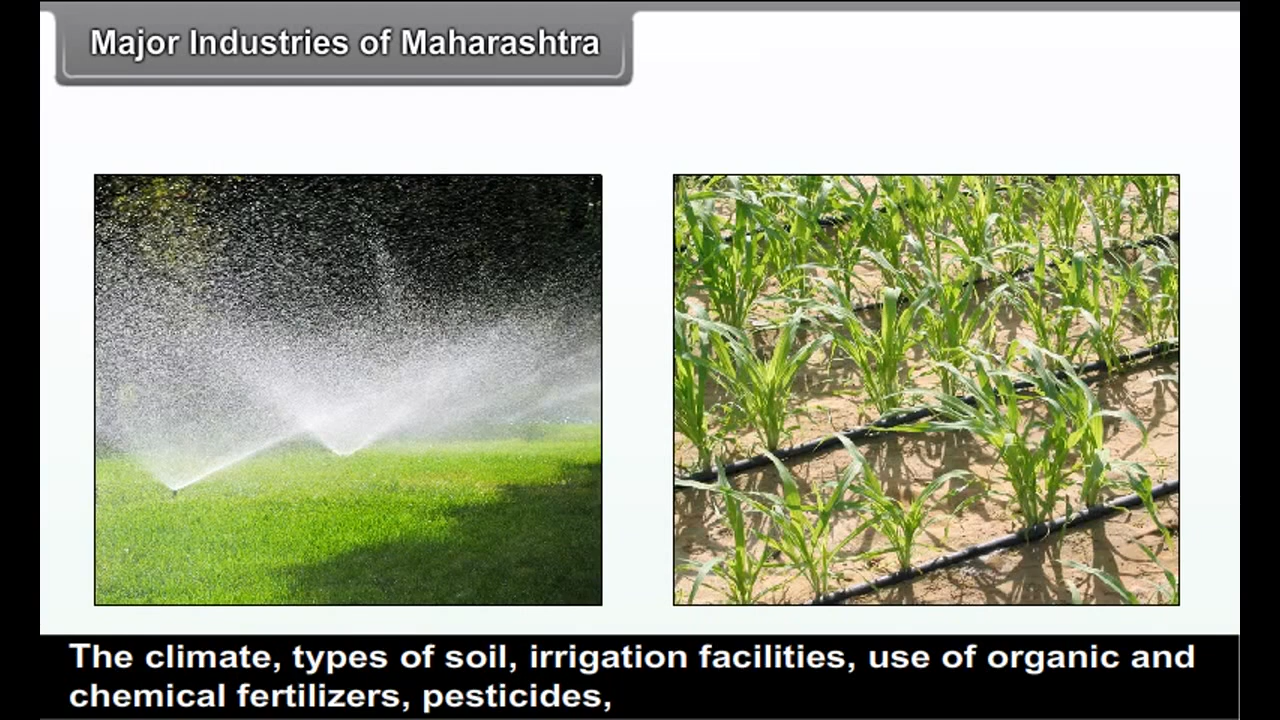 Major Industries of Maharashtra
The climate, types of soil, irrigation facilities, use of organic and
chemical fertilizers, pesticides,